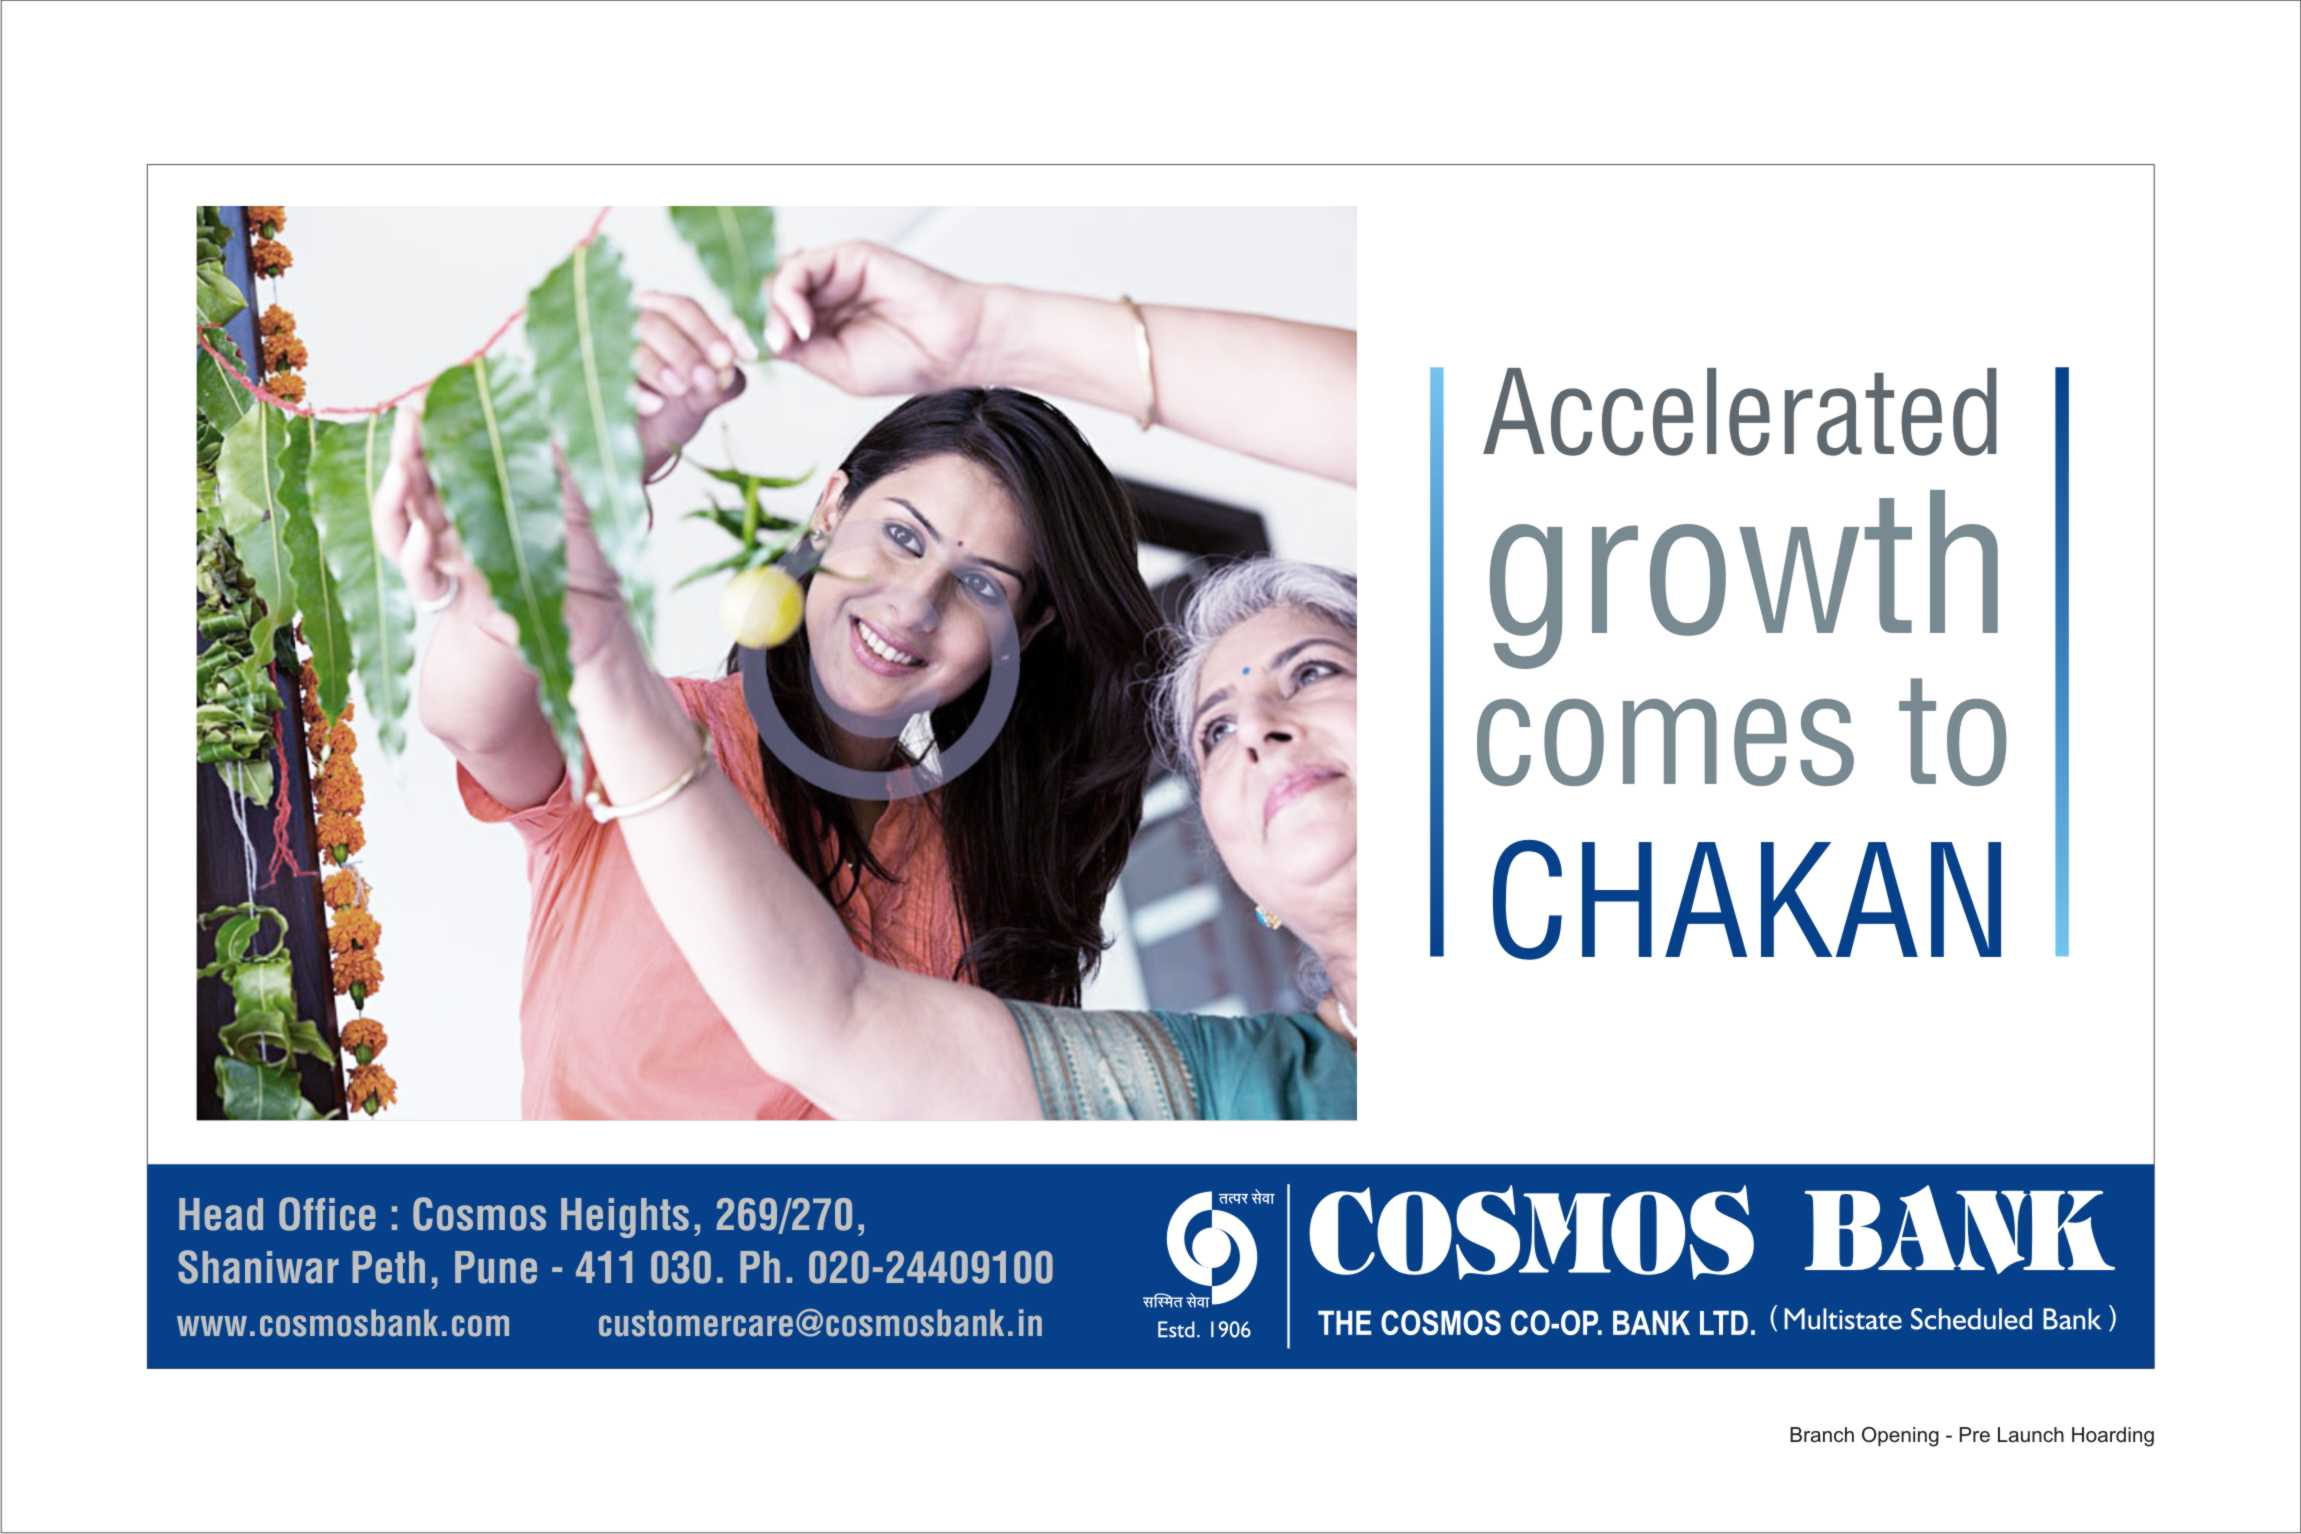 Accelerated
growth
comes to
CHAKAN
Head Office : Cosmos Heights, 269/270,
Shaniwar Peth, Pune - 411 030. Ph. 020-24409100
www.cosmosbank.com customercare@cosmosbank.in
तत्पर सेवा
सस्मित सेवा
Estd. 1906
COSMOS BANK
THE COSMOS CO-OP. BANK LTD. (Multistate Scheduled Bank)
Branch Opening - Pre Launch Hoarding